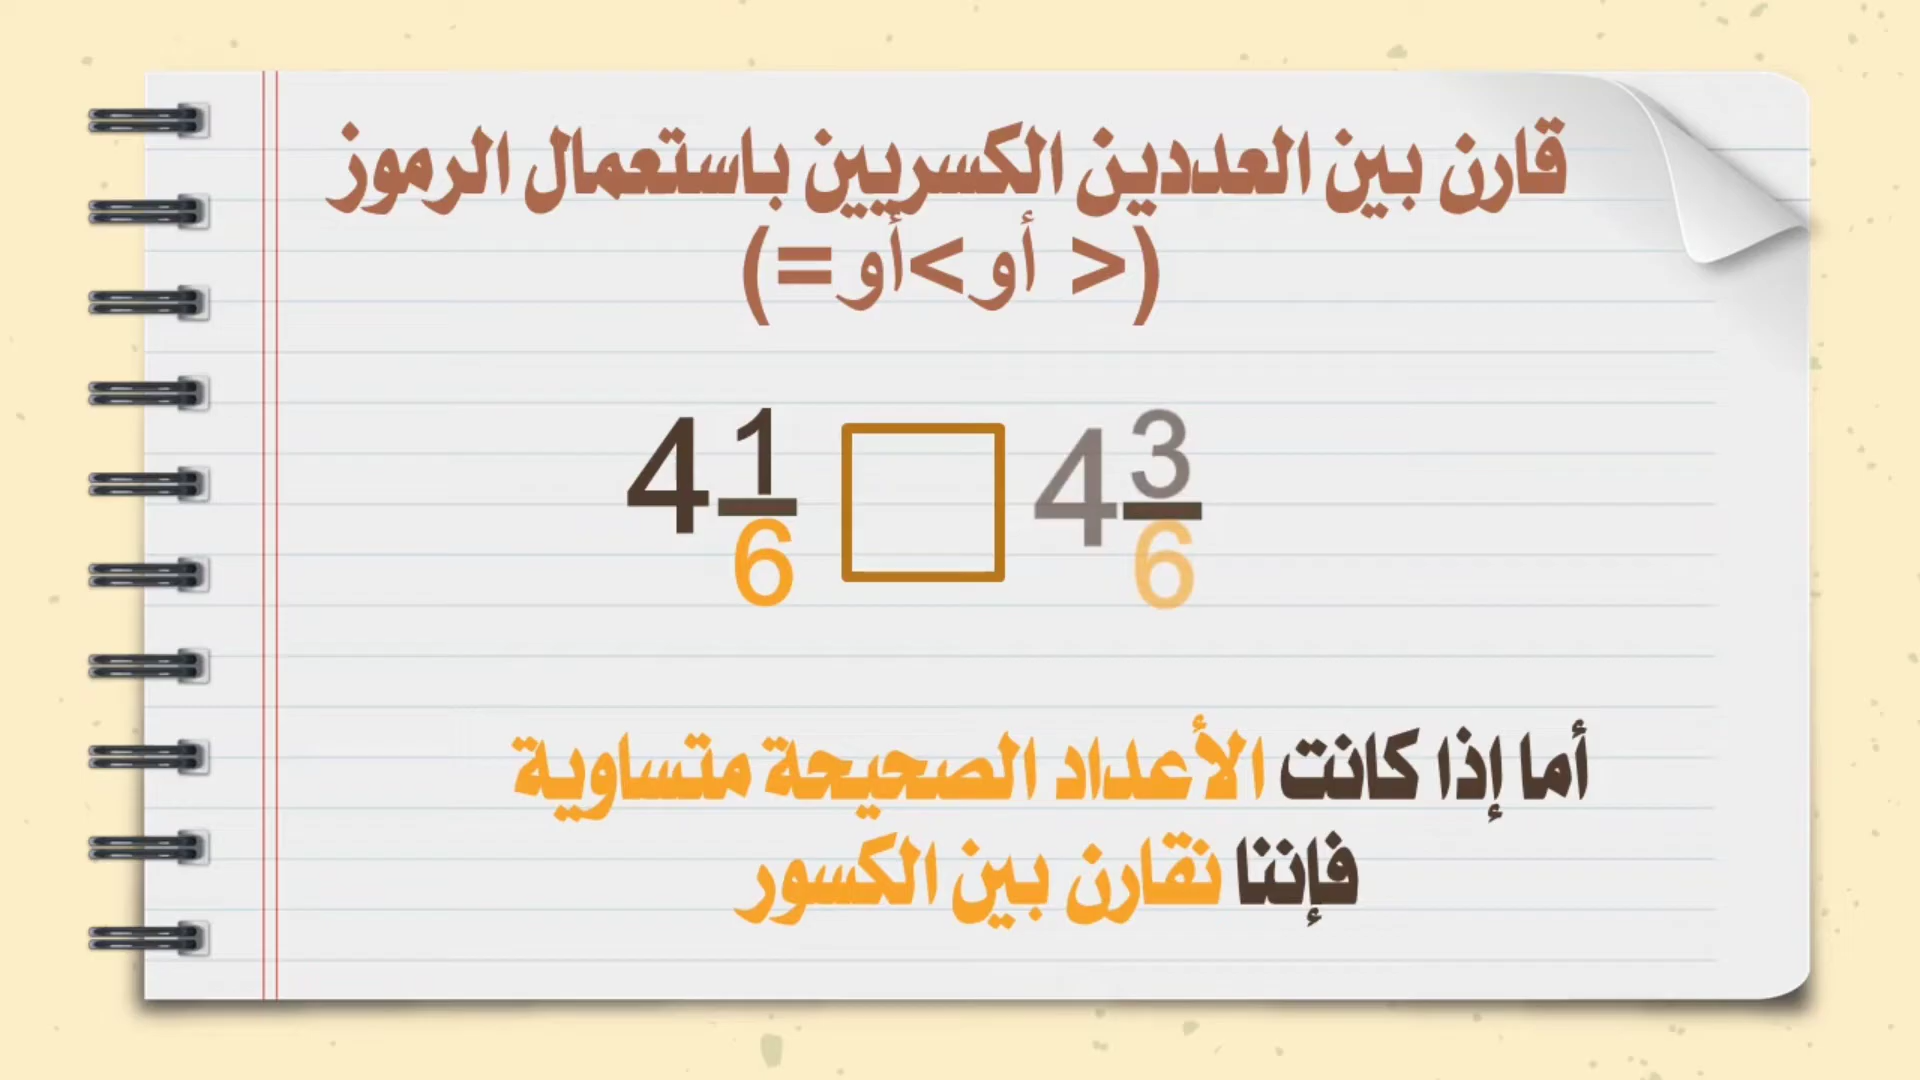 قارن بين العددين الكسريين باستعمال الرموز
(> أو <أو =)
4 1/6 □ 4 3/6
أما إذا كانت الأعداد الصحيحة متساوية
فإننا نقارن بين الكسور